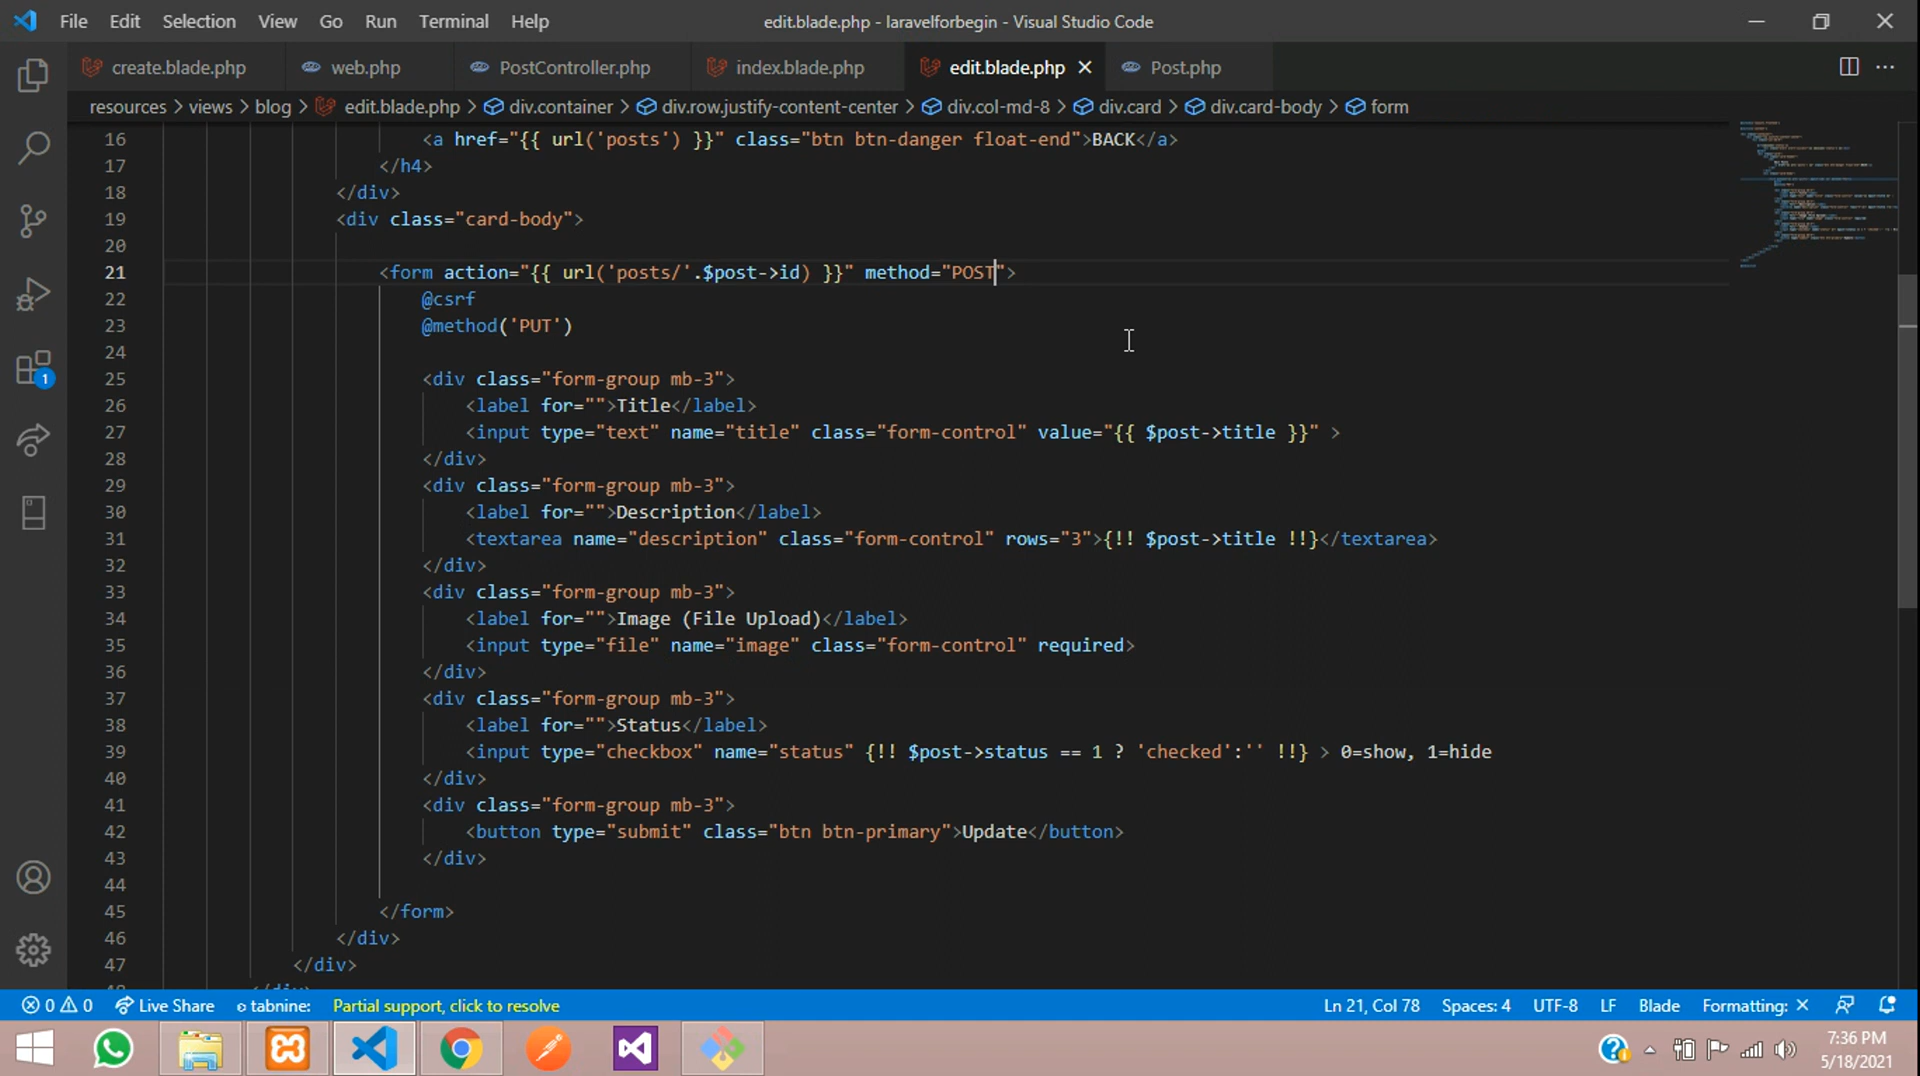 File Edit Selection View Go Run Terminal Help edit.blade.php - laravelforbegin - Visual Studio Code
create.blade.php web.php PostController.php index.blade.php edit.blade.php Post.php
resources > views > blog > edit.blade.php > div.container > div.row.justify-content-center > div.col-md-8 > div.card > div.card-body > form
16 <a href="{{ url('posts') }}" class="btn btn-danger float-end">BACK</a>
17 </h4>
18 </div>
19 <div class="card-body">
20
21 <form action="{{ url('posts/'.$post->id) }}" method="POST">
22 @csrf
23 @method('PUT')
24
25 <div class="form-group mb-3">
26 <label for="">Title</label>
27 <input type="text" name="title" class="form-control" value="{{ $post->title }}" >
28 </div>
29 <div class="form-group mb-3">
30 <label for="">Description</label>
31 <textarea name="description" class="form-control" rows="3">{!! $post->title !!}</textarea>
32 </div>
33 <div class="form-group mb-3">
34 <label for="">Image (File Upload)</label>
35 <input type="file" name="image" class="form-control" required>
36 </div>
37 <div class="form-group mb-3">
38 <label for="">Status</label>
39 <input type="checkbox" name="status" {!! $post->status == 1 ? 'checked':'' !!} > 0=show, 1=hide
40 </div>
41 <div class="form-group mb-3">
42 <button type="submit" class="btn btn-primary">Update</button>
43 </div>
44
45 </form>
46 </div>
47 </div>
1
0 0 Live Share tabnine: Partial support, click to resolve Ln 21, Col 78 Spaces: 4 UTF-8 LF Blade Formatting: ×
7:36 PM
5/18/2021